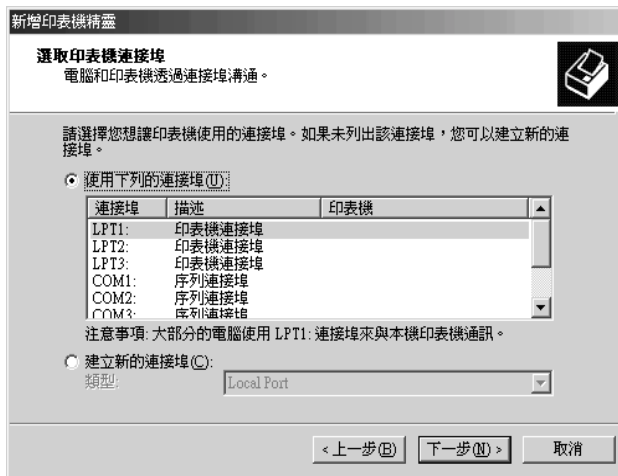 新增印表機精靈
選取印表機連接埠
電腦和印表機透過連接埠溝通。
請選擇您想讓印表機使用的連接埠。如果未列出該連接埠，您可以建立新的連
接埠。
使用下列的連接埠(U):
連接埠 描述 印表機
LPT1: 印表機連接埠
LPT2: 印表機連接埠
LPT3: 印表機連接埠
COM1: 序列連接埠
COM2: 序列連接埠
COM3: 序列連接埠
注意事項: 大部分的電腦使用 LPT1: 連接埠來與本機印表機通訊。
建立新的連接埠(C):
類型: Local Port
<上一步(B) 下一步(N)> 取消